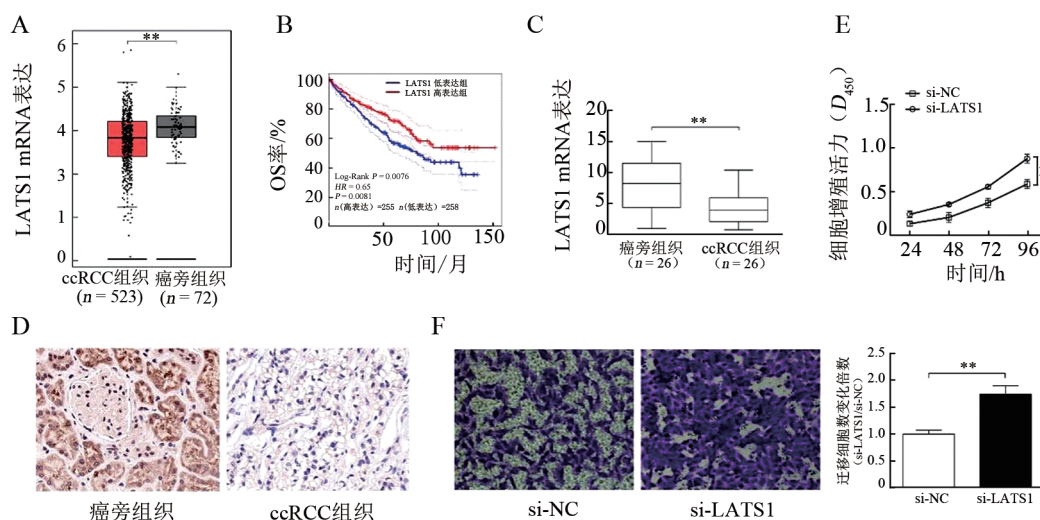 A
LATS1 mRNA表达
6
4
3
1
0
**
ccRCC组织
(n = 523)
癌旁组织
(n = 72)
B
OS率/%
100
80
60
40
20
0
LATS1 低表达组
LATS1 高表达组
Log-Rank P = 0.0076
HR = 0.65
P = 0.0081
n(高表达) =255 n(低表达) =258
50
100
150
时间/月
C
LATS1 mRNA表达
20
15
10
5
0
**
癌旁组织
(n = 26)
ccRCC组织
(n = 26)
E
细胞增殖活力（D450）
si-NC
si-LATS1
1.5
1.0
0.5
0
24
48
72
96
时间/h
D
癌旁组织
ccRCC组织
F
si-NC
si-LATS1
迁移细胞数变化倍数
(si-LATS1/si-NC)
2.5
2.0
1.5
1.0
0.5
0
**
si-NC
si-LATS1